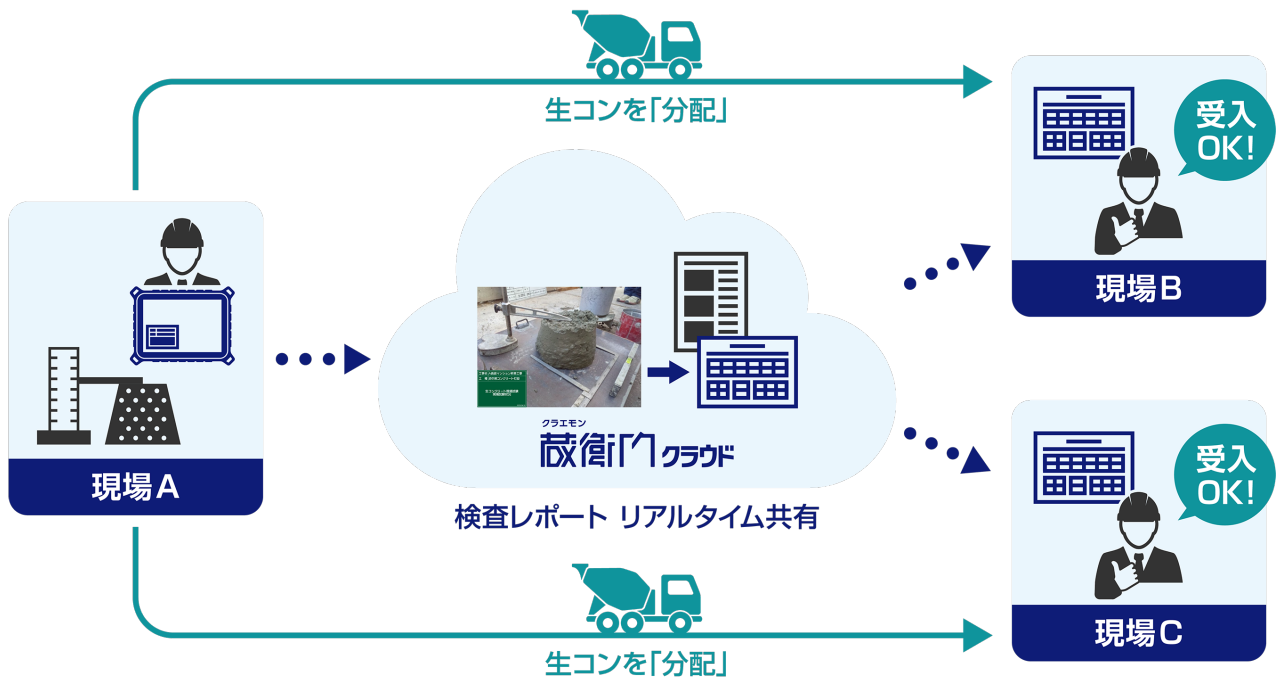 生コンを「分配」
受入
OK!
現場B
現場A
クラエモン
蔵衛門クラウド
検査レポート リアルタイム共有
受入
OK!
現場C
生コンを「分配」